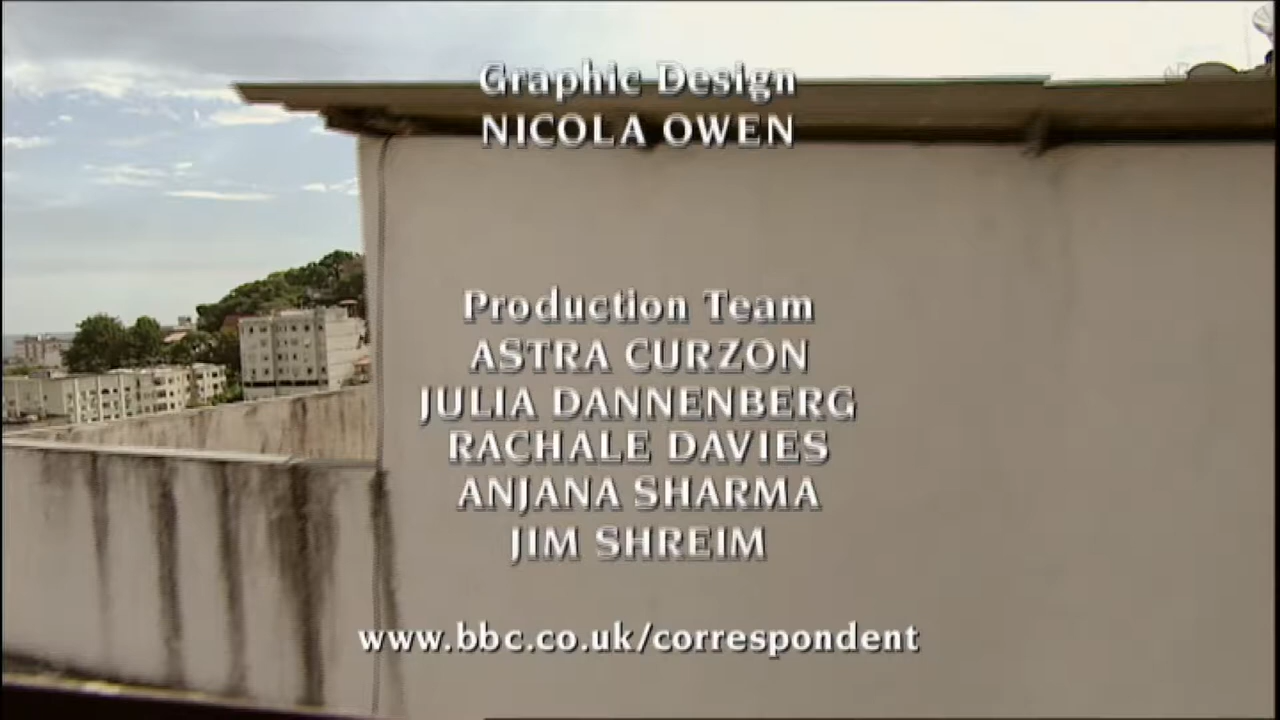 Graphic Design
NICOLA OWEN
Production Team
ASTRA CURZON
JULIA DANNENBERG
RACHALE DAVIES
ANJANA SHARMA
JIM SHREIM
www.bbc.co.uk/correspondent